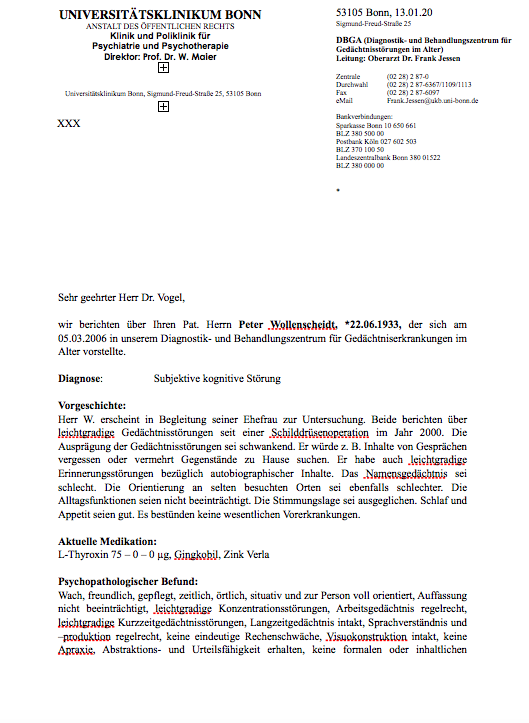 UNIVERSITÄTSKLINIKUM BONN
ANSTALT DES ÖFFENTLICHEN RECHTS
Klinik und Poliklinik für
Psychiatrie und Psychotherapie
Direktor: Prof. Dr. W. Maier
Universitätsklinikum Bonn, Sigmund-Freud-Straße 25, 53105 Bonn
XXX
53105 Bonn, 13.01.20
Sigmund-Freud-Straße 25
DBGA (Diagnostik- und Behandlungszentrum für
Gedächtnisstörungen im Alter)
Leitung: Oberarzt Dr. Frank Jessen
Zentrale (02 28) 2 87-0
Durchwahl (02 28) 2 87-6367/1109/1113
Fax (02 28) 2 87-6097
eMail Frank.Jessen@ukb.uni-bonn.de
Bankverbindungen:
Sparkasse Bonn 10 650 661
BLZ 380 500 00
Postbank Köln 027 602 503
BLZ 370 100 50
Landeszentralbank Bonn 380 01522
BLZ 380 000 00
*
Sehr geehrter Herr Dr. Vogel,
wir berichten über Ihren Pat. Herrn Peter Wollenscheidt, *22.06.1933, der sich am
05.03.2006 in unserem Diagnostik- und Behandlungszentrum für Gedächtniserkrankungen im
Alter vorstellte.
Diagnose: Subjektive kognitive Störung
Vorgeschichte:
Herr W. erscheint in Begleitung seiner Ehefrau zur Untersuchung. Beide berichten über
leichtgradige Gedächtnisstörungen seit einer Schilddrüsenoperation im Jahr 2000. Die
Ausprägung der Gedächtnisstörungen sei schwankend. Er würde z. B. Inhalte von Gesprächen
vergessen oder vermehrt Gegenstände zu Hause suchen. Er habe auch leichtgradige
Erinnerungsstörungen bezüglich autobiographischer Inhalte. Das Namensgedächtnis sei
schlecht. Die Orientierung an selten besuchten Orten sei ebenfalls schlechter. Die
Alltagsfunktionen seien nicht beeinträchtigt. Die Stimmungslage sei ausgeglichen. Schlaf und
Appetit seien gut. Es bestünden keine wesentlichen Vorerkrankungen.
Aktuelle Medikation:
L-Thyroxin 75 – 0 – 0 µg, Gingkobil, Zink Verla
Psychopathologischer Befund:
Wach, freundlich, gepflegt, zeitlich, örtlich, situativ und zur Person voll orientiert, Auffassung
nicht beeinträchtigt, leichtgradige Konzentrationsstörungen, Arbeitsgedächtnis regelrecht,
leichtgradige Kurzzeitgedächtnisstörungen, Langzeitgedächtnis intakt, Sprachverständnis und
–produktion regelrecht, keine eindeutige Rechenschwäche, Visuokonstruktion intakt, keine
Apraxie, Abstraktions- und Urteilsfähigkeit erhalten, keine formalen oder inhaltlichen